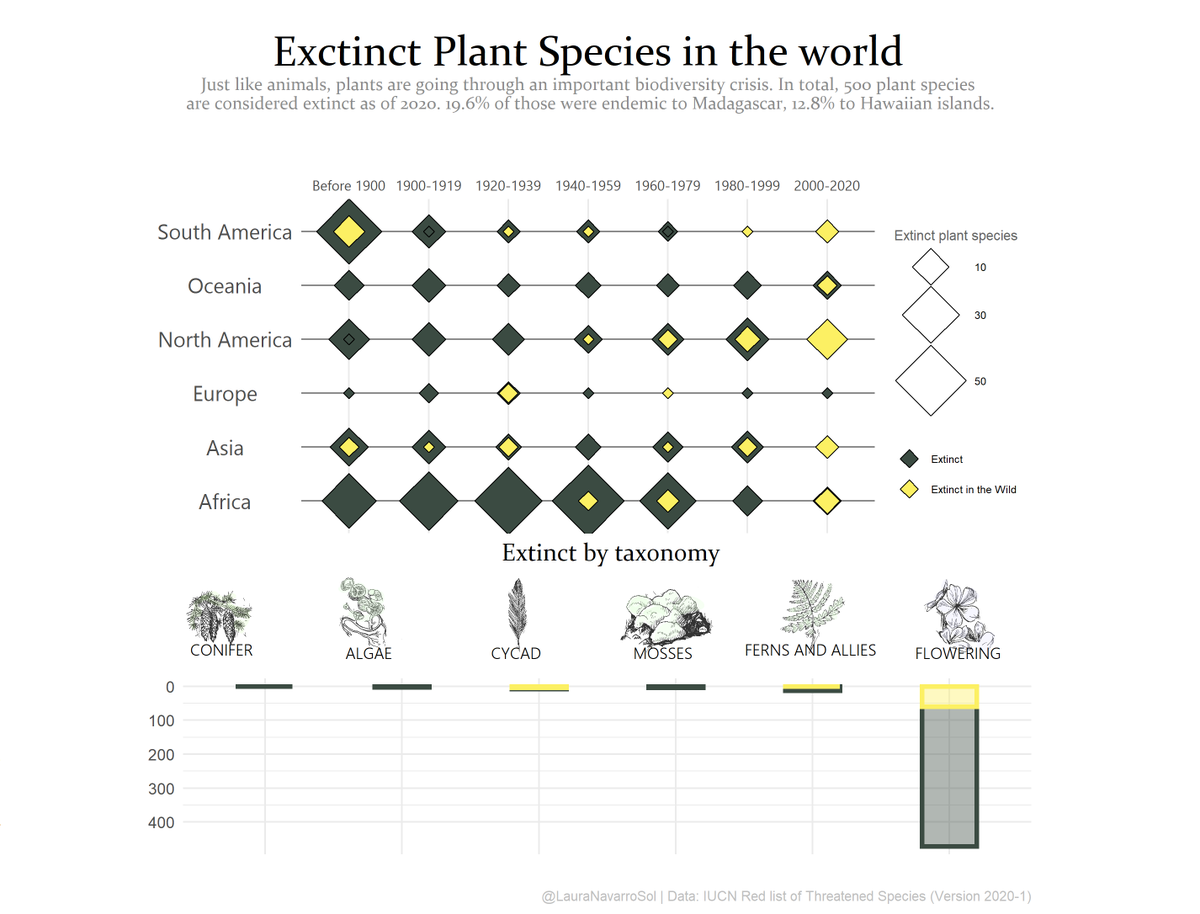 Exctinct Plant Species in the world
Just like animals, plants are going through an important biodiversity crisis. In total, 500 plant species
are considered extinct as of 2020. 19.6% of those were endemic to Madagascar, 12.8% to Hawaiian islands.
Before 1900 1900-1919 1920-1939 1940-1959 1960-1979 1980-1999 2000-2020
South America
Oceania
North America
Europe
Asia
Africa
Extinct plant species
10
30
50
Extinct
Extinct in the Wild
Extinct by taxonomy
CONIFER ALGAE CYCAD MOSSES FERNS AND ALLIES FLOWERING
0
100
200
300
400
@LauraNavarroSol | Data: IUCN Red list of Threatened Species (Version 2020-1)